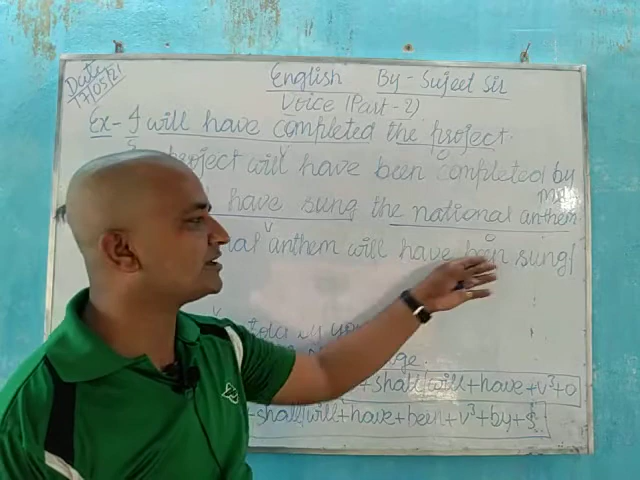 Date
17/05/21
English By - Sujeet Sir
Voice (Part - 2)
Ex - I will have completed the project.
S V O
project will have been completed by
me
have sung the national anthem
V O
anthem will have been sung
+ shall/will + have + v³ + o
+ shall/will + have + been + v³ + by + S